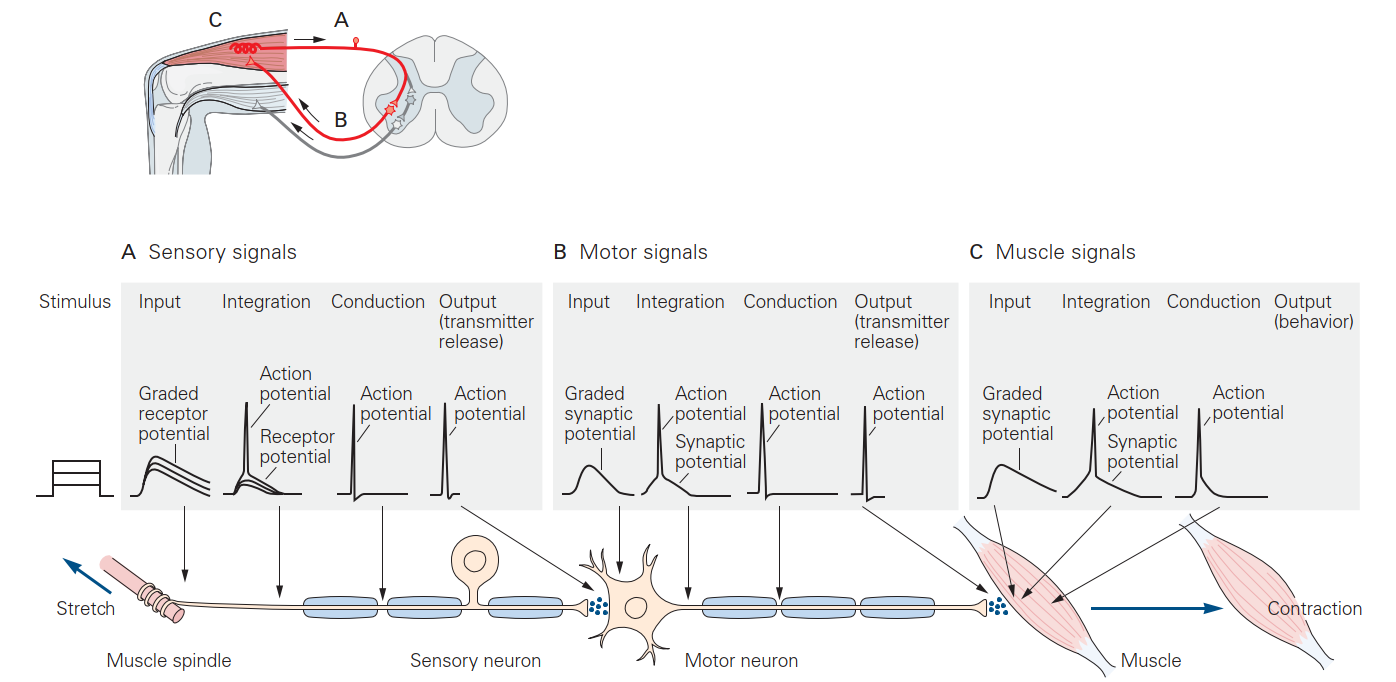 C
A
B
A Sensory signals
B Motor signals
C Muscle signals
Stimulus
Input
Integration
Conduction
Output
(transmitter
release)
Input
Integration
Conduction
Output
(transmitter
release)
Input
Integration
Conduction
Output
(behavior)
Graded
receptor
potential
Action
potential
Receptor
potential
Action
potential
Action
potential
Graded
synaptic
potential
Action
potential
Synaptic
potential
Action
potential
Action
potential
Graded
synaptic
potential
Action
potential
Synaptic
potential
Action
potential
Stretch
Contraction
Muscle spindle
Sensory neuron
Motor neuron
Muscle